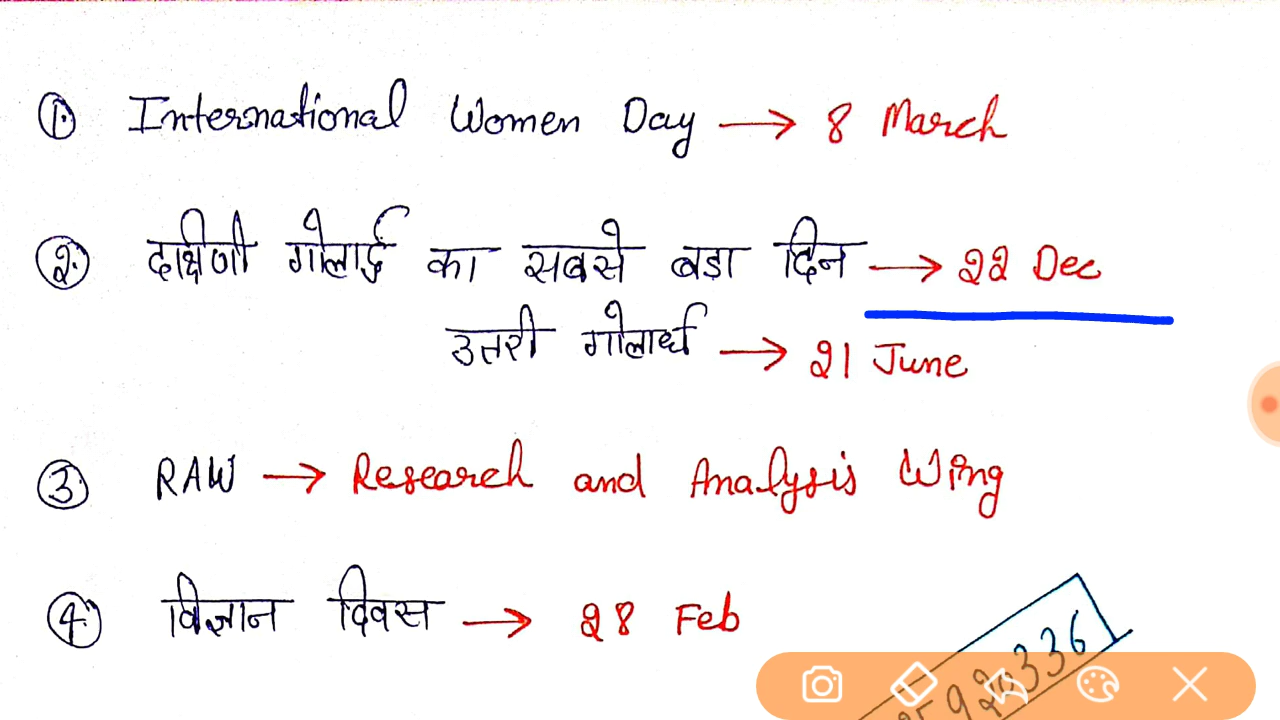 1. International Women Day → 8 March
2. दक्षिणी गोलार्द्ध का सबसे बड़ा दिन → 22 Dec
उत्तरी गोलार्ध → 21 June
3 RAW → Research and Analysis Wing
4. विज्ञान दिवस → 28 Feb